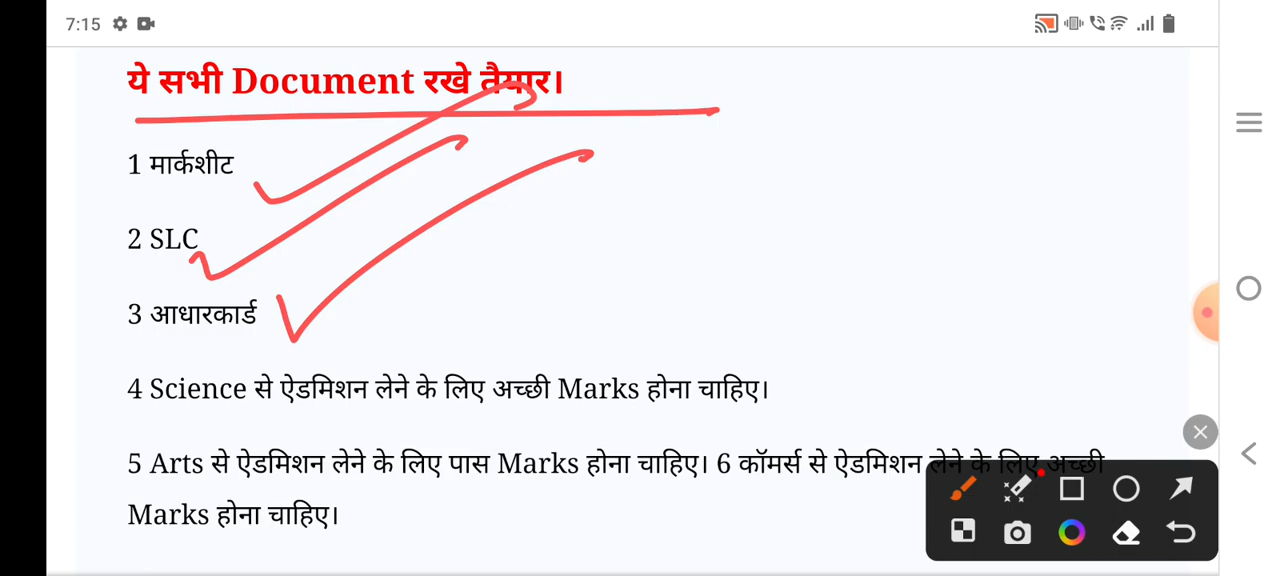 7:15
ये सभी Document रखे तैयार।
1 मार्कशीट
2 SLC
3 आधारकार्ड
4 Science से ऐडमिशन लेने के लिए अच्छी Marks होना चाहिए।
5 Arts से ऐडमिशन लेने के लिए पास Marks होना चाहिए। 6 कॉमर्स से ऐडमिशन लेने के लिए अच्छी
Marks होना चाहिए।